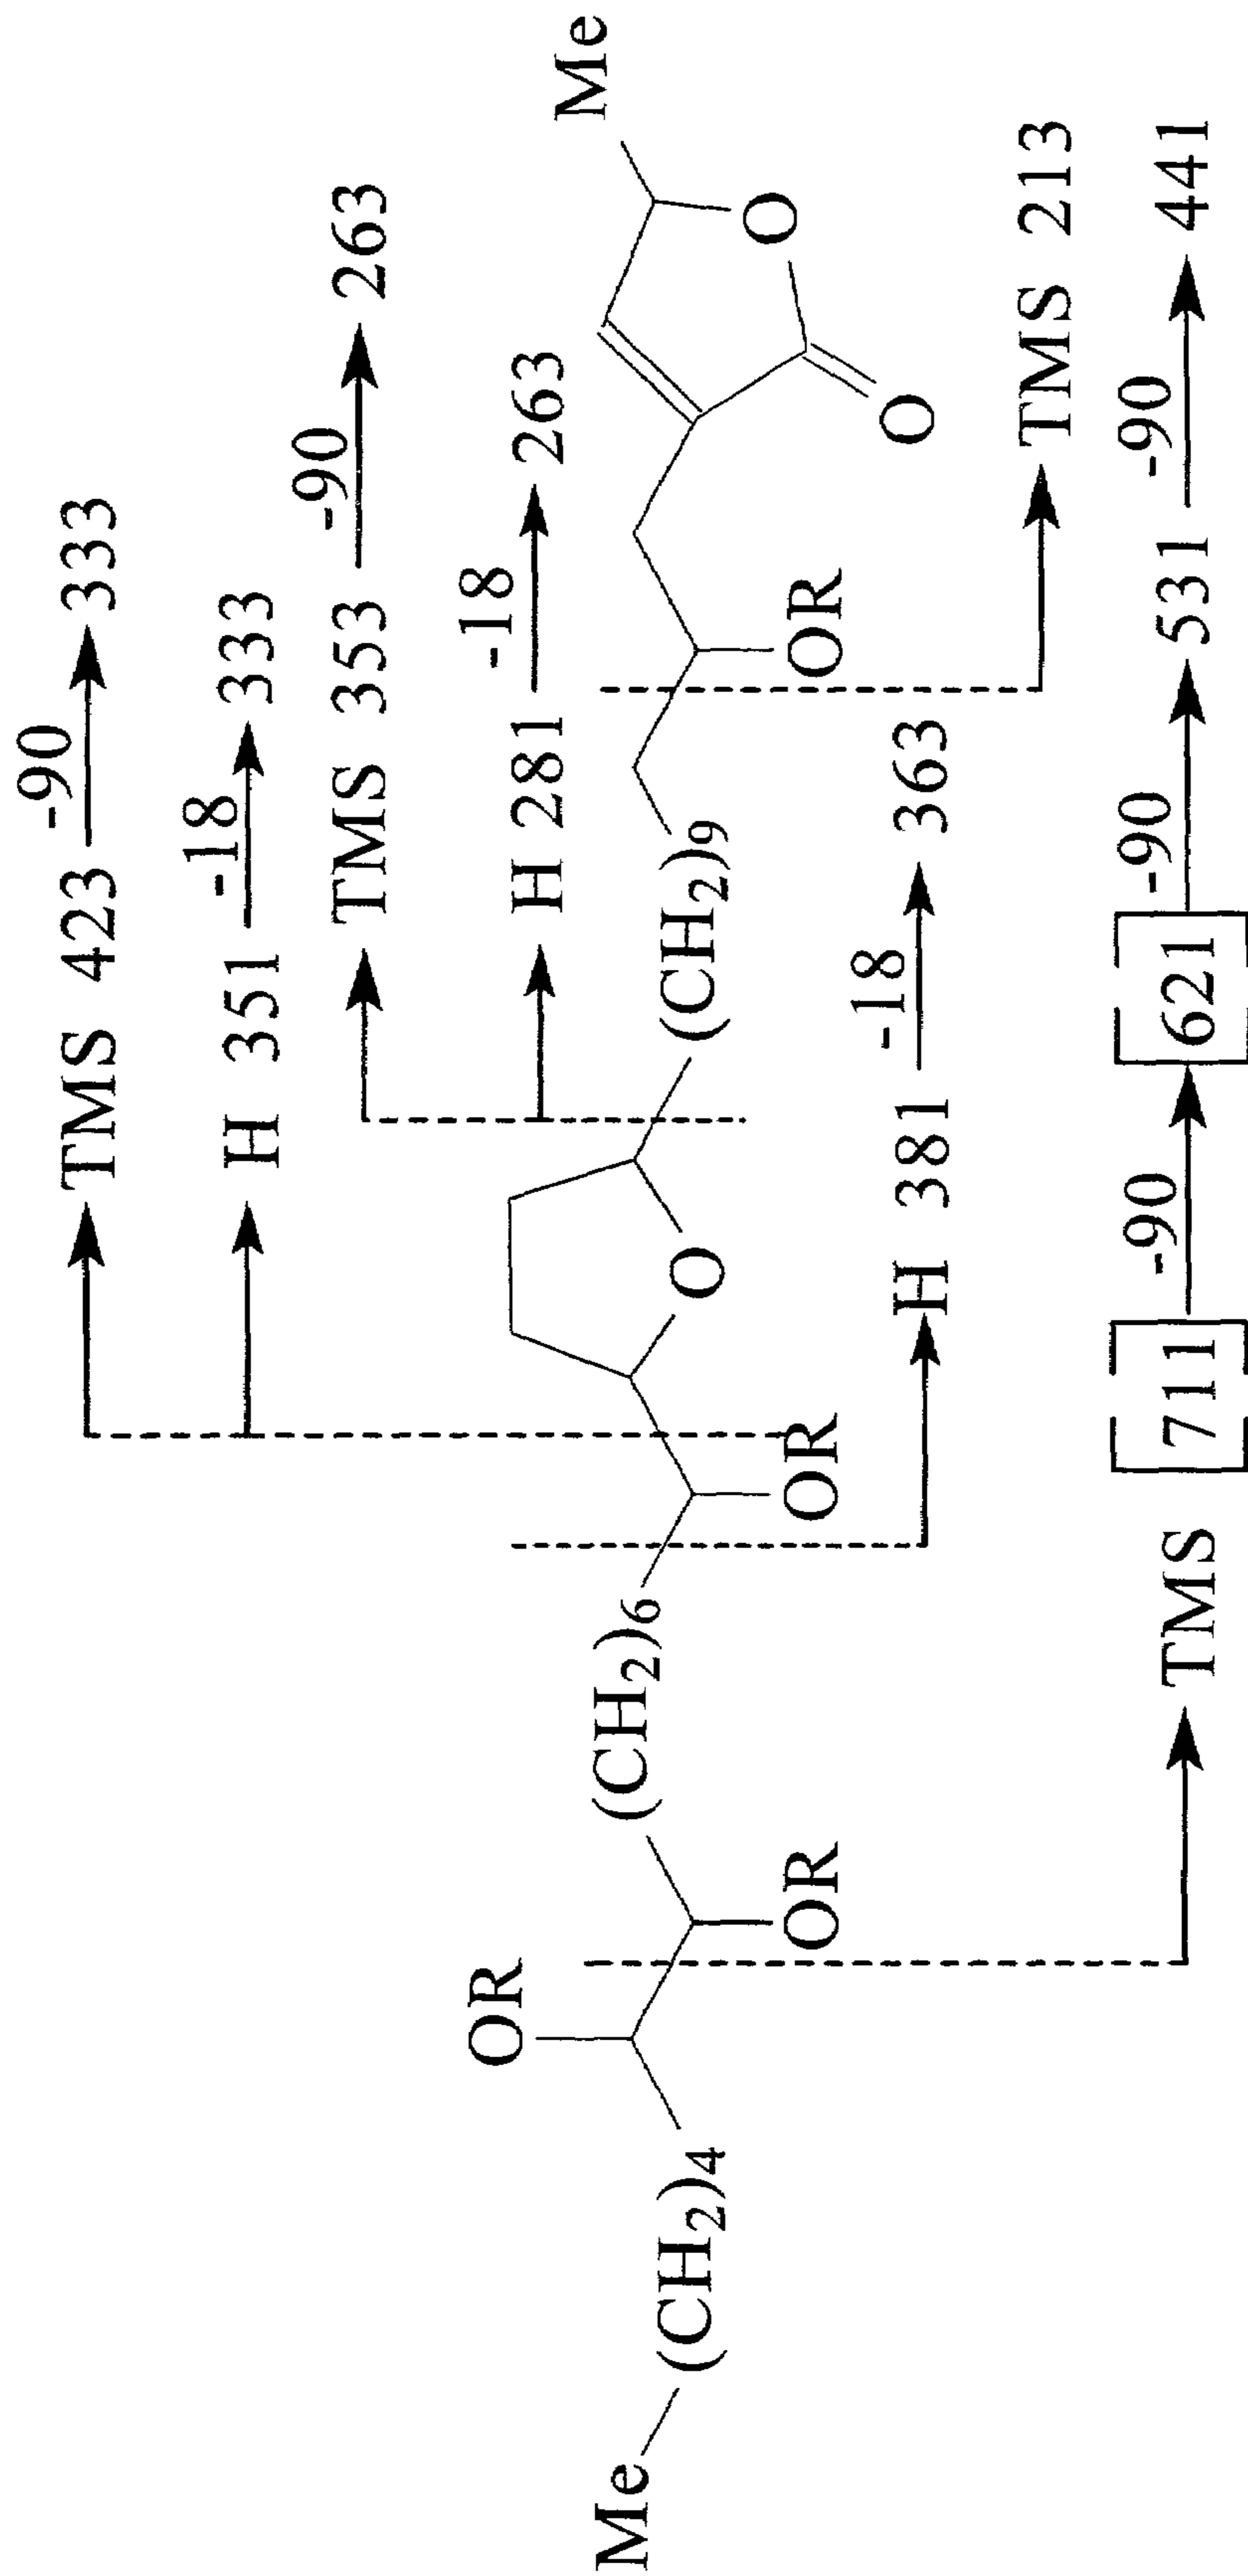 TMS 423 -90 333
H 351 -18 333
TMS 353 -90 263
H 281 -18 263
Me (CH2)4 OR OR (CH2)6 OR O (CH2)9 OR O O Me
H 381 -18 363
TMS 213
TMS 711 -90 621 -90 531 -90 441